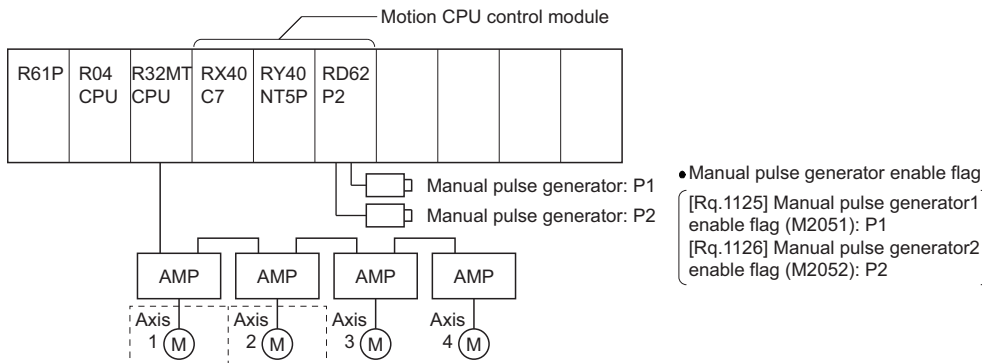 Motion CPU control module
R61P
R04
CPU
R32MT
CPU
RX40
C7
RY40
NT5P
RD62
P2
Manual pulse generator: P1
Manual pulse generator: P2
•Manual pulse generator enable flag
[Rq.1125] Manual pulse generator1
enable flag (M2051): P1
[Rq.1126] Manual pulse generator2
enable flag (M2052): P2
AMP
AMP
AMP
AMP
Axis
1 M
Axis
2 M
Axis
3 M
Axis
4 M